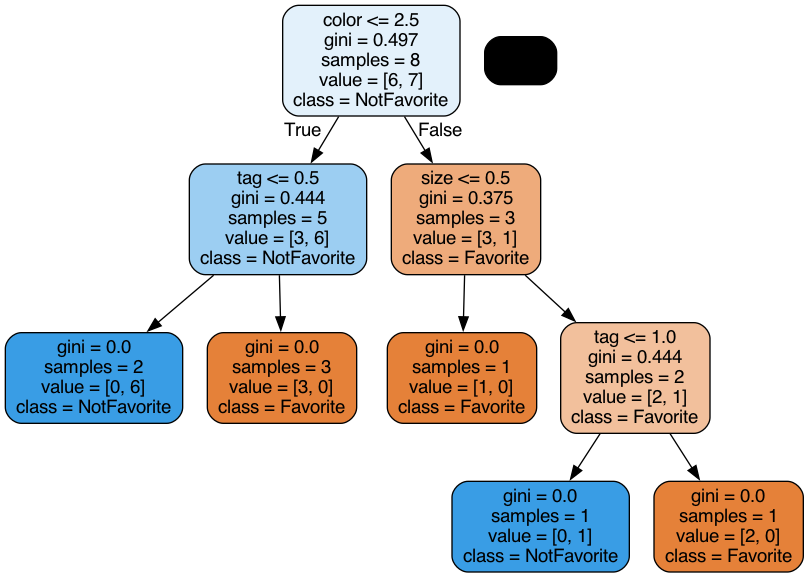 color <= 2.5
gini = 0.497
samples = 8
value = [6, 7]
class = NotFavorite
True
False
tag <= 0.5
gini = 0.444
samples = 5
value = [3, 6]
class = NotFavorite
size <= 0.5
gini = 0.375
samples = 3
value = [3, 1]
class = Favorite
gini = 0.0
samples = 2
value = [0, 6]
class = NotFavorite
gini = 0.0
samples = 3
value = [3, 0]
class = Favorite
gini = 0.0
samples = 1
value = [1, 0]
class = Favorite
tag <= 1.0
gini = 0.444
samples = 2
value = [2, 1]
class = Favorite
gini = 0.0
samples = 1
value = [0, 1]
class = NotFavorite
gini = 0.0
samples = 1
value = [2, 0]
class = Favorite